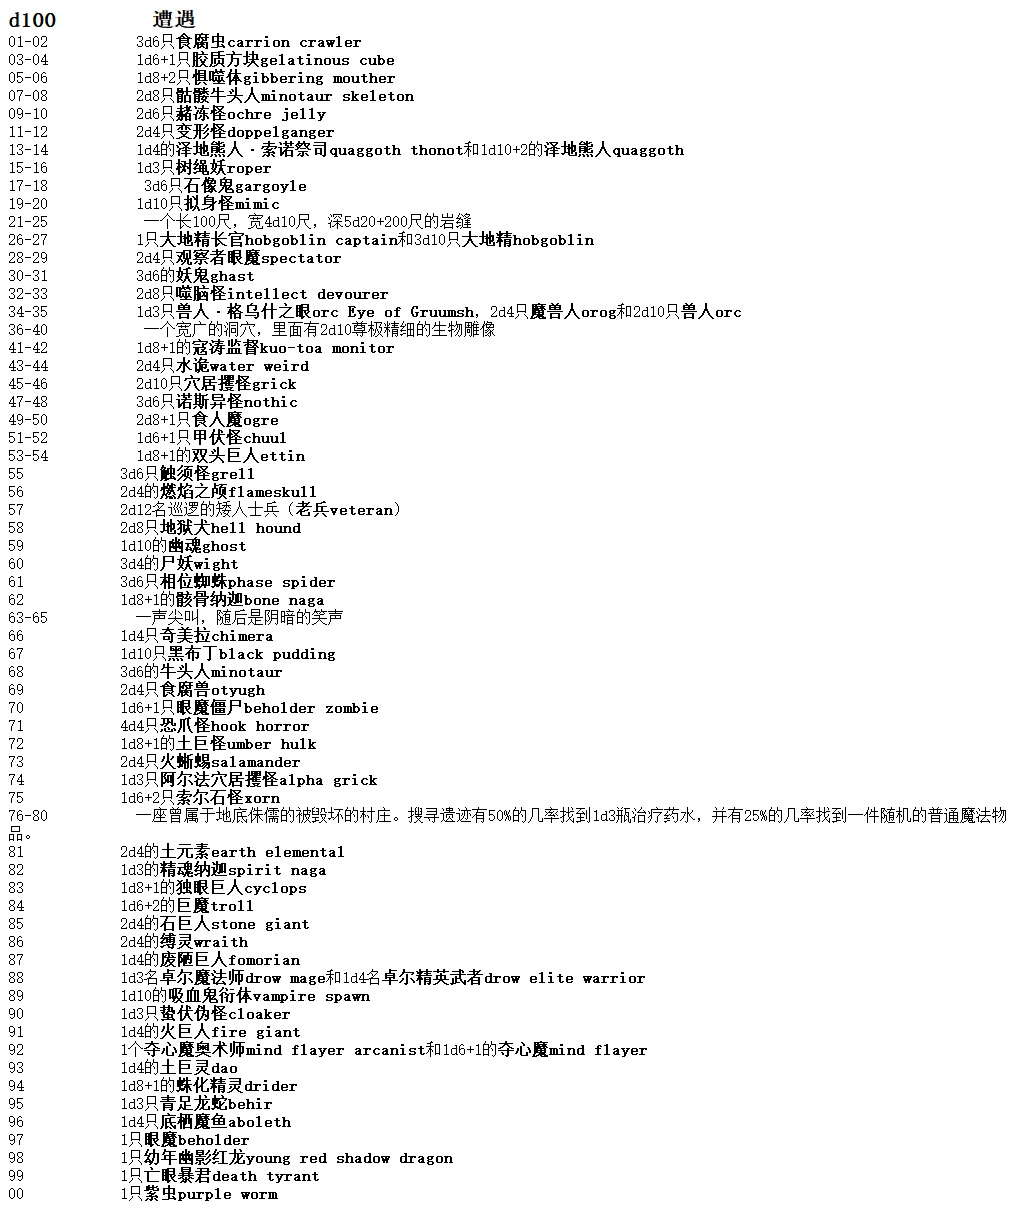 d100 遭遇
01-02 3d6只食腐虫carrion crawler
03-04 1d6+1只胶质方块gelatinous cube
05-06 1d8+2只惧噬体gibbering mouther
07-08 2d8只骷髅牛头人minotaur skeleton
09-10 2d6只赭冻怪ochre jelly
11-12 2d4只变形怪doppelganger
13-14 1d4的泽地熊人·索诺祭司quaggoth thonot和1d10+2的泽地熊人quaggoth
15-16 1d3只树绳妖roper
17-18 3d6只石像鬼gargoyle
19-20 1d10只拟身怪mimic
21-25 一个长100尺，宽4d10尺，深5d20+200尺的岩缝
26-27 1只大地精长官hobgoblin captain和3d10只大地精hobgoblin
28-29 2d4只观察者眼魔spectator
30-31 3d6的妖鬼ghast
32-33 2d8只噬脑怪intellect devourer
34-35 1d3只兽人·格乌什之眼orc Eye of Gruumsh，2d4只魔兽人orog和2d10只兽人orc
36-40 一个宽广的洞穴，里面有2d10尊极精细的生物雕像
41-42 1d8+1的寇涛监督kuo-toa monitor
43-44 2d4只水诡water weird
45-46 2d10只穴居攫怪grick
47-48 3d6只诺斯异怪nothic
49-50 2d8+1只食人魔ogre
51-52 1d6+1只甲伏怪chuul
53-54 1d8+1的双头巨人ettin
55 3d6只触须怪grell
56 2d4的燃焰之颅flameskull
57 2d12名巡逻的矮人士兵（老兵veteran）
58 2d8只地狱犬hell hound
59 1d10的幽魂ghost
60 3d4的尸妖wight
61 3d6只相位蜘蛛phase spider
62 1d8+1的骸骨纳迦bone naga
63-65 一声尖叫，随后是阴暗的笑声
66 1d4只奇美拉chimera
67 1d10只黑布丁black pudding
68 3d6的牛头人minotaur
69 2d4只食腐兽otyugh
70 1d6+1只眼魔僵尸beholder zombie
71 4d4只恐爪怪hook horror
72 1d8+1的土巨怪umber hulk
73 2d4只火蜥蜴salamander
74 1d3只阿尔法穴居攫怪alpha grick
75 1d6+2只索尔石怪xorn
76-80 一座曾属于地底侏儒的被毁坏的村庄。搜寻遗迹有50%的几率找到1d3瓶治疗药水，并有25%的几率找到一件随机的普通魔法物
品。
81 2d4的土元素earth elemental
82 1d3的精魂纳迦spirit naga
83 1d8+1的独眼巨人cyclops
84 1d6+2的巨魔troll
85 2d4的石巨人stone giant
86 2d4的缚灵wraith
87 1d4的废陋巨人fomorian
88 1d3名卓尔魔法师drow mage和1d4名卓尔精英武者drow elite warrior
89 1d10的吸血鬼衍体vampire spawn
90 1d3只蛰伏伪怪cloaker
91 1d4的火巨人fire giant
92 1个夺心魔奥术师mind flayer arcanist和1d6+1的夺心魔mind flayer
93 1d4的土巨灵dao
94 1d8+1的蛛化精灵drider
95 1d3只青足龙蛇behir
96 1d4只底栖魔鱼aboleth
97 1只眼魔beholder
98 1只幼年幽影红龙young red shadow dragon
99 1只亡眼暴君death tyrant
00 1只紫虫purple worm